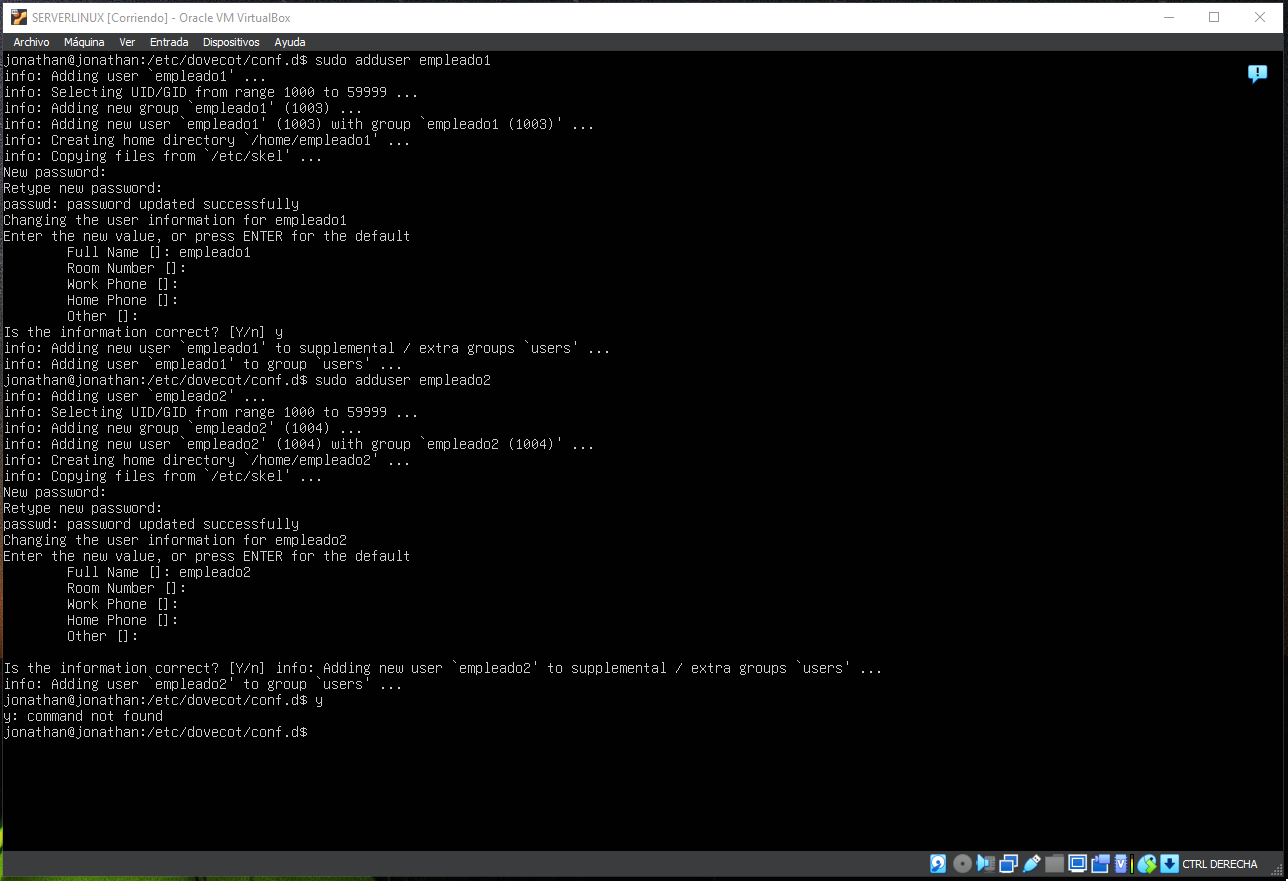 SERVERLINUX [Corriendo] - Oracle VM VirtualBox
Archivo Máquina Ver Entrada Dispositivos Ayuda
jonathan@jonathan:/etc/dovecot/conf.d$ sudo adduser empleado1
info: Adding user `empleado1' ...
info: Selecting UID/GID from range 1000 to 59999 ...
info: Adding new group `empleado1' (1003) ...
info: Adding new user `empleado1' (1003) with group `empleado1 (1003)' ...
info: Creating home directory `/home/empleado1' ...
info: Copying files from `/etc/skel' ...
New password:
Retype new password:
passwd: password updated successfully
Changing the user information for empleado1
Enter the new value, or press ENTER for the default
Full Name []: empleado1
Room Number []:
Work Phone []:
Home Phone []:
Other []:
Is the information correct? [Y/n] y
info: Adding new user `empleado1' to supplemental / extra groups `users' ...
info: Adding user `empleado1' to group `users' ...
jonathan@jonathan:/etc/dovecot/conf.d$ sudo adduser empleado2
info: Adding user `empleado2' ...
info: Selecting UID/GID from range 1000 to 59999 ...
info: Adding new group `empleado2' (1004) ...
info: Adding new user `empleado2' (1004) with group `empleado2 (1004)' ...
info: Creating home directory `/home/empleado2' ...
info: Copying files from `/etc/skel' ...
New password:
Retype new password:
passwd: password updated successfully
Changing the user information for empleado2
Enter the new value, or press ENTER for the default
Full Name []: empleado2
Room Number []:
Work Phone []:
Home Phone []:
Other []:
Is the information correct? [Y/n] info: Adding new user `empleado2' to supplemental / extra groups `users' ...
info: Adding user `empleado2' to group `users' ...
jonathan@jonathan:/etc/dovecot/conf.d$ y
y: command not found
jonathan@jonathan:/etc/dovecot/conf.d$
CTRL DERECHA